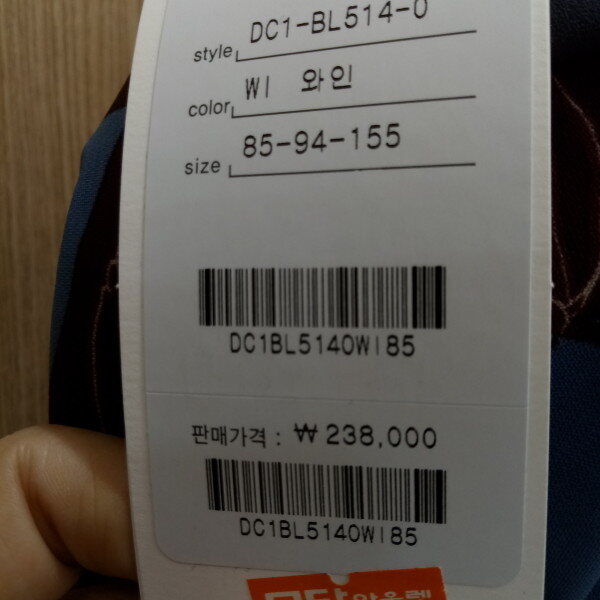 style DC1-BL514-0
color WI 와인
size 85-94-155
DC1BL5140WI85
판매가격 : ₩ 238,000
DC1BL5140WI85